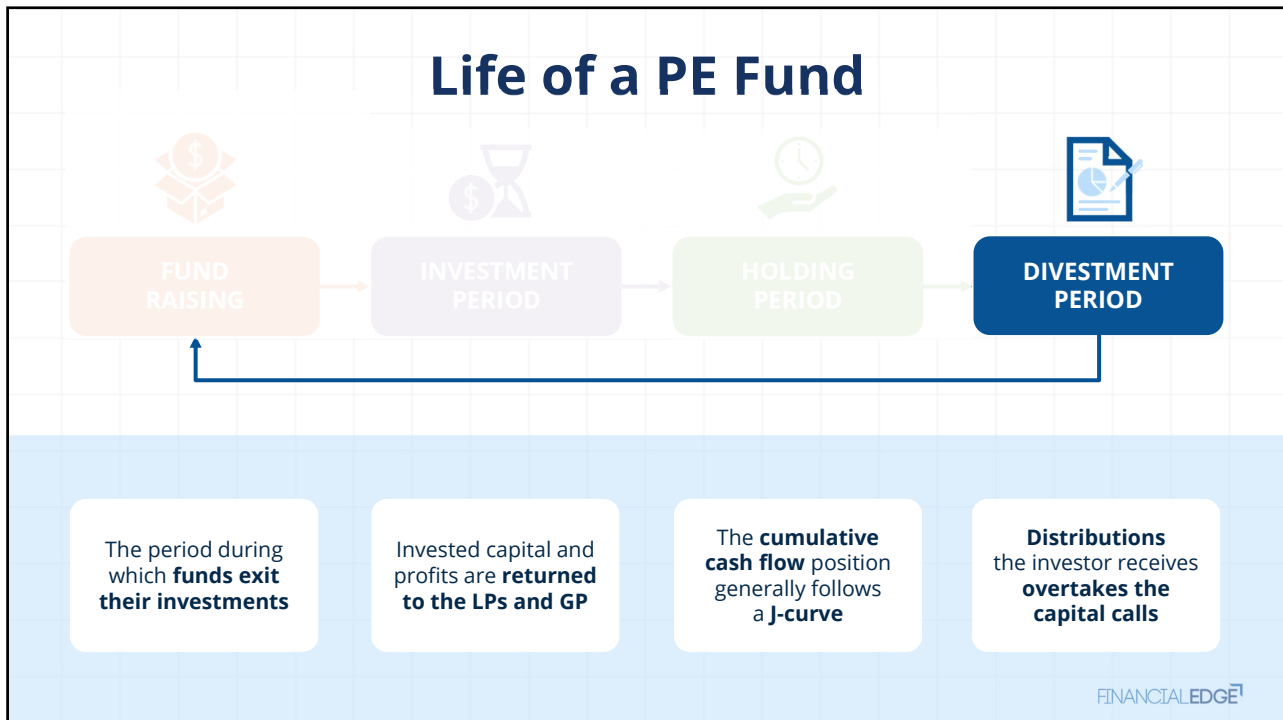 Life of a PE Fund
FUND
RAISING
INVESTMENT
PERIOD
HOLDING
PERIOD
DIVESTMENT
PERIOD
The period during
which funds exit
their investments
Invested capital and
profits are returned
to the LPs and GP
The cumulative
cash flow position
generally follows
a J-curve
Distributions
the investor receives
overtakes the
capital calls
FINANCIALEDGE